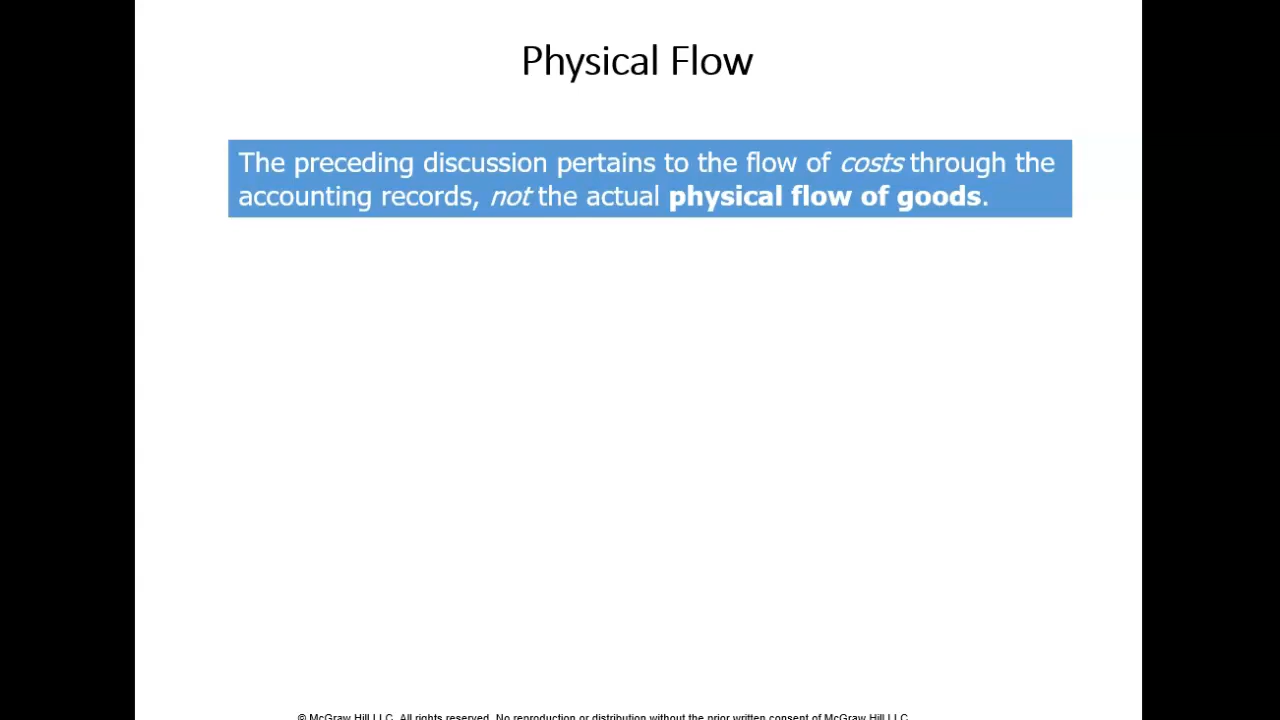 Physical Flow
The preceding discussion pertains to the flow of costs through the
accounting records, not the actual physical flow of goods.
© McGraw Hill LLC. All rights reserved. No reproduction or distribution without the prior written consent of McGraw Hill LLC.